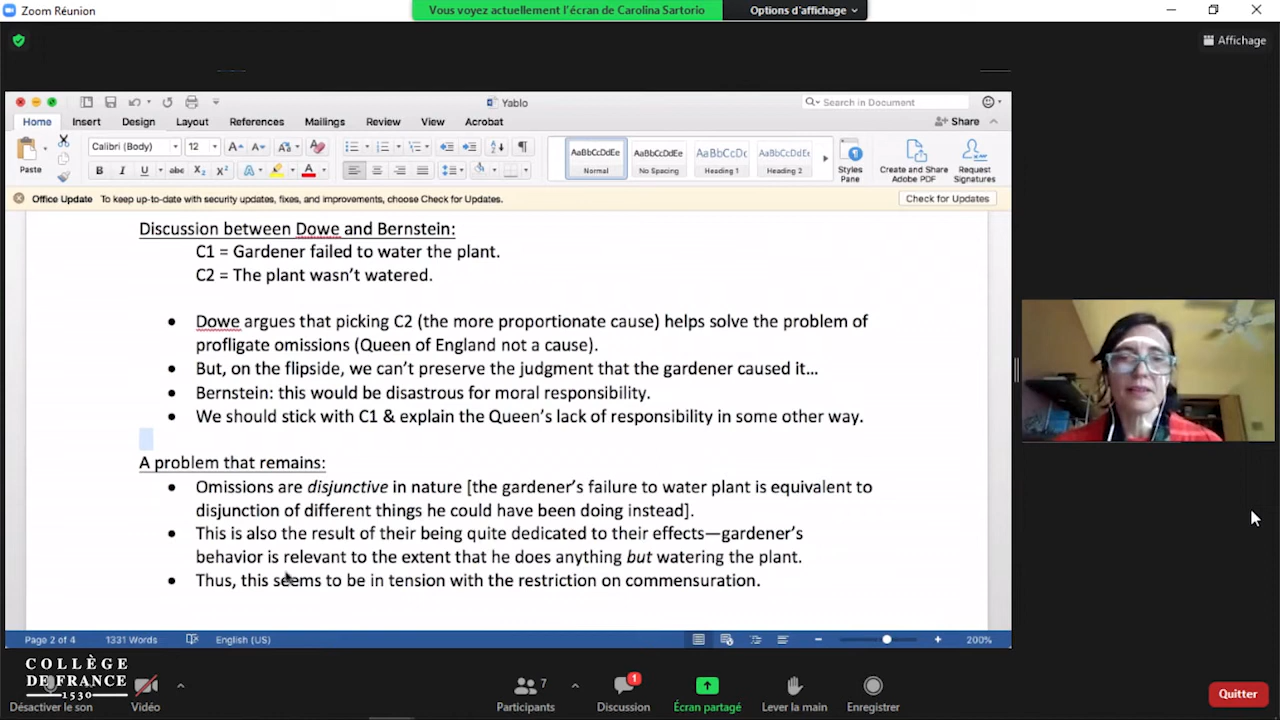 Zoom Réunion
Vous voyez actuellement l'écran de Carolina Sartorio
Options d'affichage
Affichage
Yablo
Search in Document
Home Insert Design Layout References Mailings Review View Acrobat
Share
Calibri (Body) 12
Paste
B I U abc X₂ X² A A
AaBbCcDdEe AaBbCcDdEe AaBbCcDc AaBbCcDdEe
Normal No Spacing Heading 1 Heading 2
Styles Pane
Create and Share Adobe PDF
Request Signatures
Office Update To keep up-to-date with security updates, fixes, and improvements, choose Check for Updates.
Check for Updates
Discussion between Dowe and Bernstein:
C1 = Gardener failed to water the plant.
C2 = The plant wasn't watered.
• Dowe argues that picking C2 (the more proportionate cause) helps solve the problem of
profligate omissions (Queen of England not a cause).
• But, on the flipside, we can't preserve the judgment that the gardener caused it…
• Bernstein: this would be disastrous for moral responsibility.
• We should stick with C1 & explain the Queen's lack of responsibility in some other way.
A problem that remains:
• Omissions are disjunctive in nature [the gardener's failure to water plant is equivalent to
disjunction of different things he could have been doing instead].
• This is also the result of their being quite dedicated to their effects—gardener's
behavior is relevant to the extent that he does anything but watering the plant.
• Thus, this seems to be in tension with the restriction on commensuration.
Page 2 of 4 1331 Words English (US) 200%
COLLÈGE
DE FRANCE
1530
7
1
Désactiver le son Vidéo Participants Discussion Écran partagé Lever la main Enregistrer
Quitter